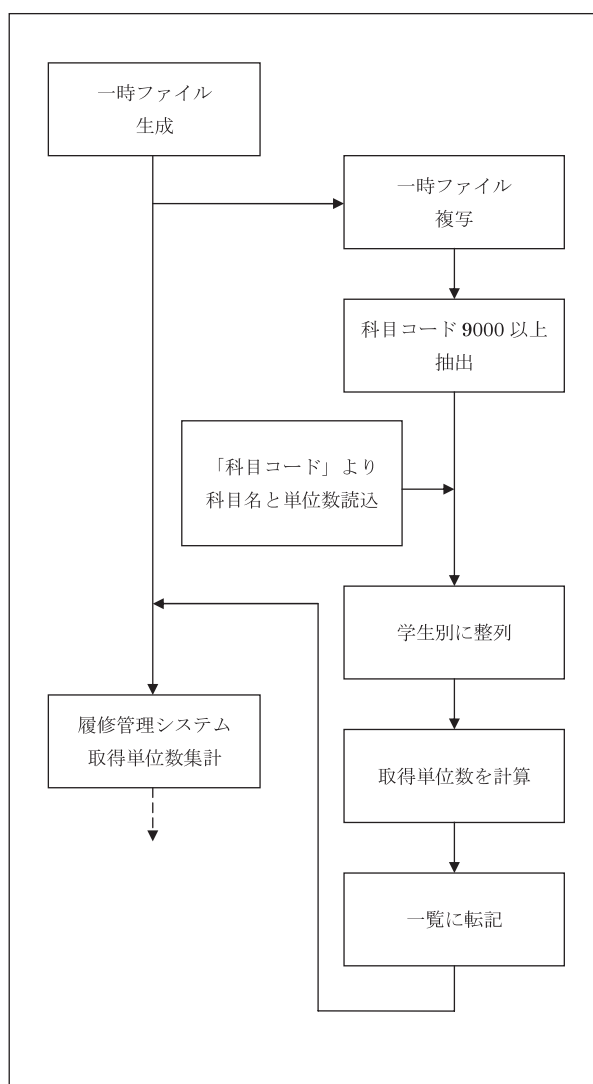 一時ファイル
生成
一時ファイル
複写
科目コード 9000 以上
抽出
「科目コード」より
科目名と単位数読込
学生別に整列
履修管理システム
取得単位数集計
取得単位数を計算
一覧に転記